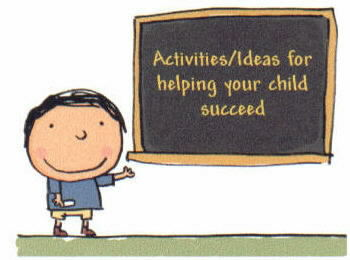 Activities/Ideas for
helping your child
succeed